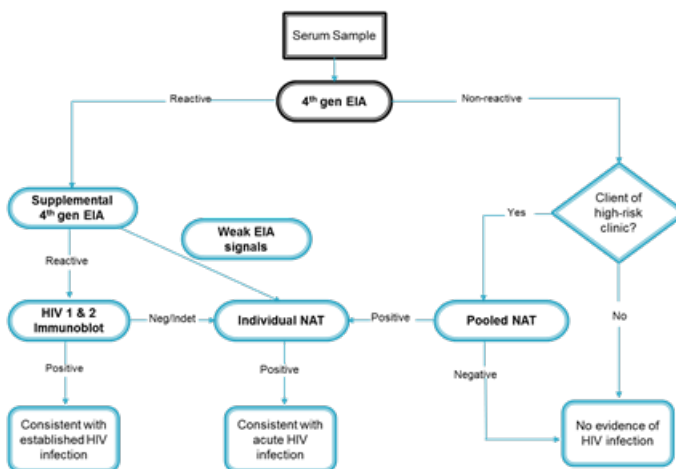 Serum Sample
4th gen EIA
Reactive
Non-reactive
Supplemental
4th gen EIA
Weak EIA
signals
Client of
high-risk
clinic?
Yes
Reactive
HIV 1 & 2
Immunoblot
Neg/Indet
Individual NAT
Positive
Pooled NAT
No
Positive
Positive
Negative
Consistent with
established HIV
infection
Consistent with
acute HIV
infection
No evidence of
HIV infection